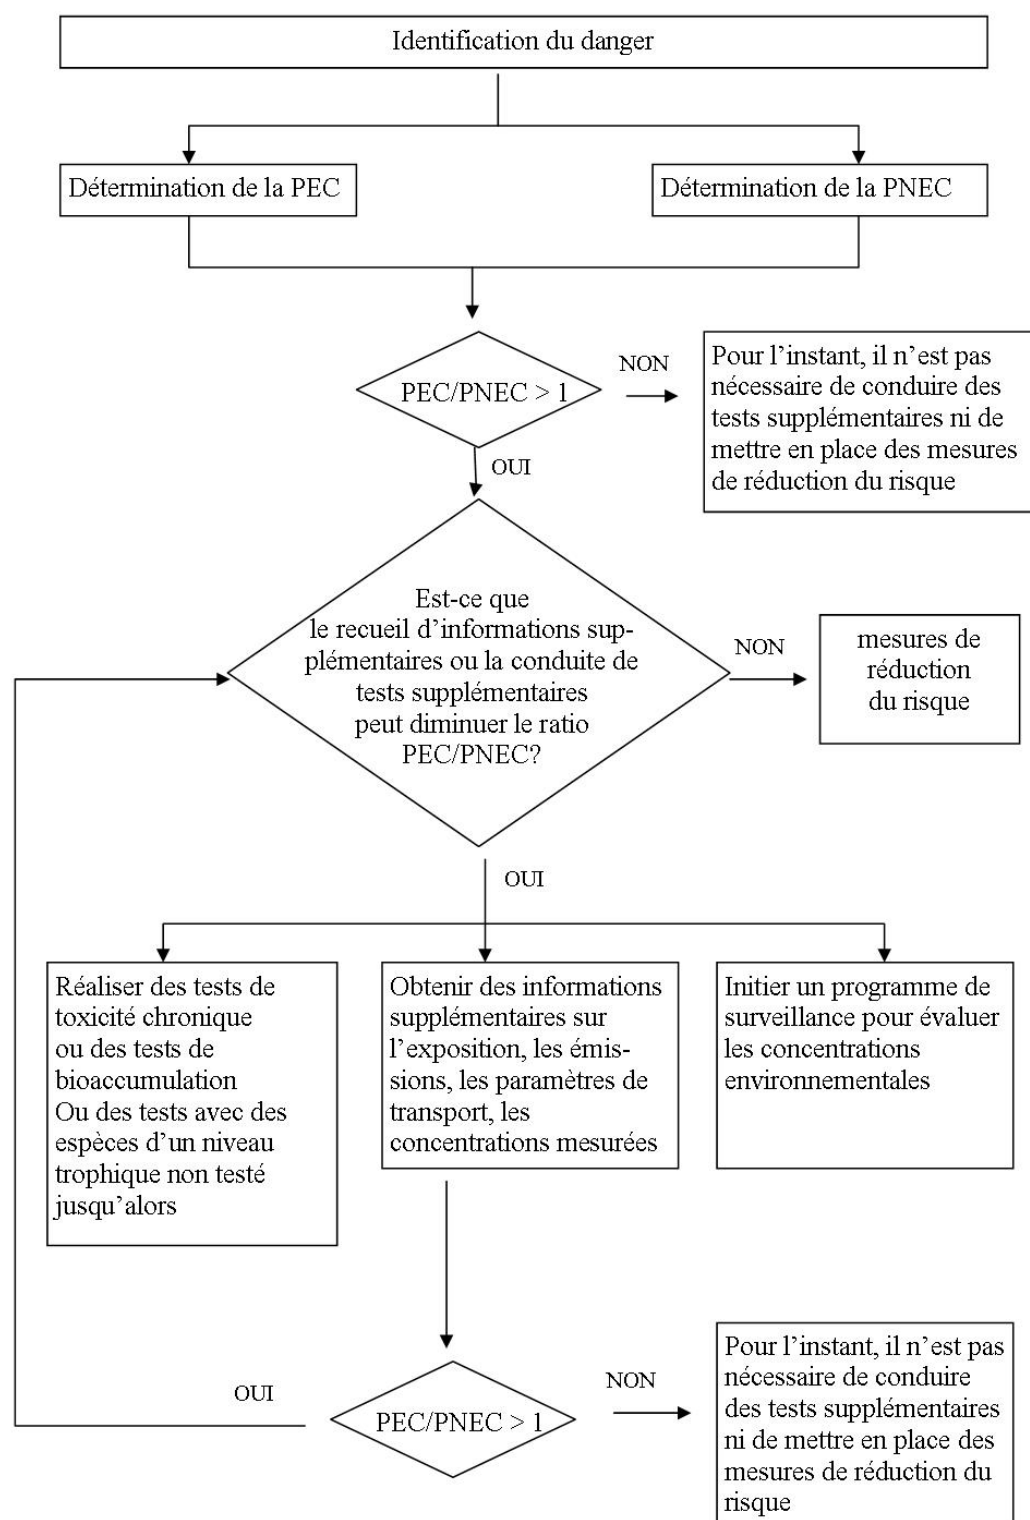 Identification du danger
Détermination de la PEC
Détermination de la PNEC
PEC/PNEC > 1
NON
Pour l'instant, il n'est pas
nécessaire de conduire des
tests supplémentaires ni de
mettre en place des mesures
de réduction du risque
OUI
Est-ce que
le recueil d'informations sup-
plémentaires ou la conduite de
tests supplémentaires
peut diminuer le ratio
PEC/PNEC?
NON
mesures de
réduction
du risque
OUI
Réaliser des tests de
toxicité chronique
ou des tests de
bioaccumulation
Ou des tests avec des
espèces d'un niveau
trophique non testé
jusqu'alors
Obtenir des informations
supplémentaires sur
l'exposition, les émis-
sions, les paramètres de
transport, les
concentrations mesurées
Initier un programme de
surveillance pour évaluer
les concentrations
environnementales
OUI
PEC/PNEC > 1
NON
Pour l'instant, il n'est pas
nécessaire de conduire
des tests supplémentaires
ni de mettre en place des
mesures de réduction du
risque